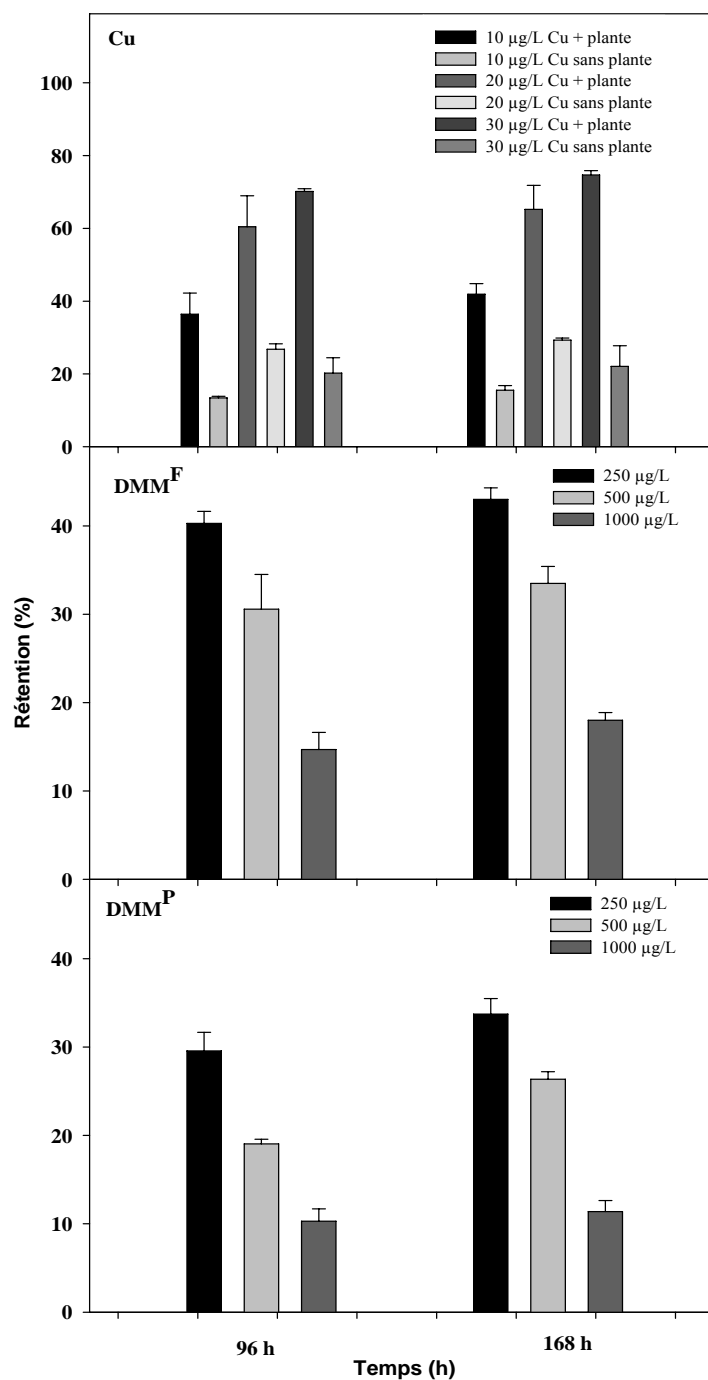 Cu
10 µg/L Cu + plante
10 µg/L Cu sans plante
20 µg/L Cu + plante
20 µg/L Cu sans plante
30 µg/L Cu + plante
30 µg/L Cu sans plante
100
80
60
40
20
0
DMM^F
250 µg/L
500 µg/L
1000 µg/L
40
30
20
10
0
Rétention (%)
DMM^P
250 µg/L
500 µg/L
1000 µg/L
40
30
20
10
0
96 h
168 h
Temps (h)